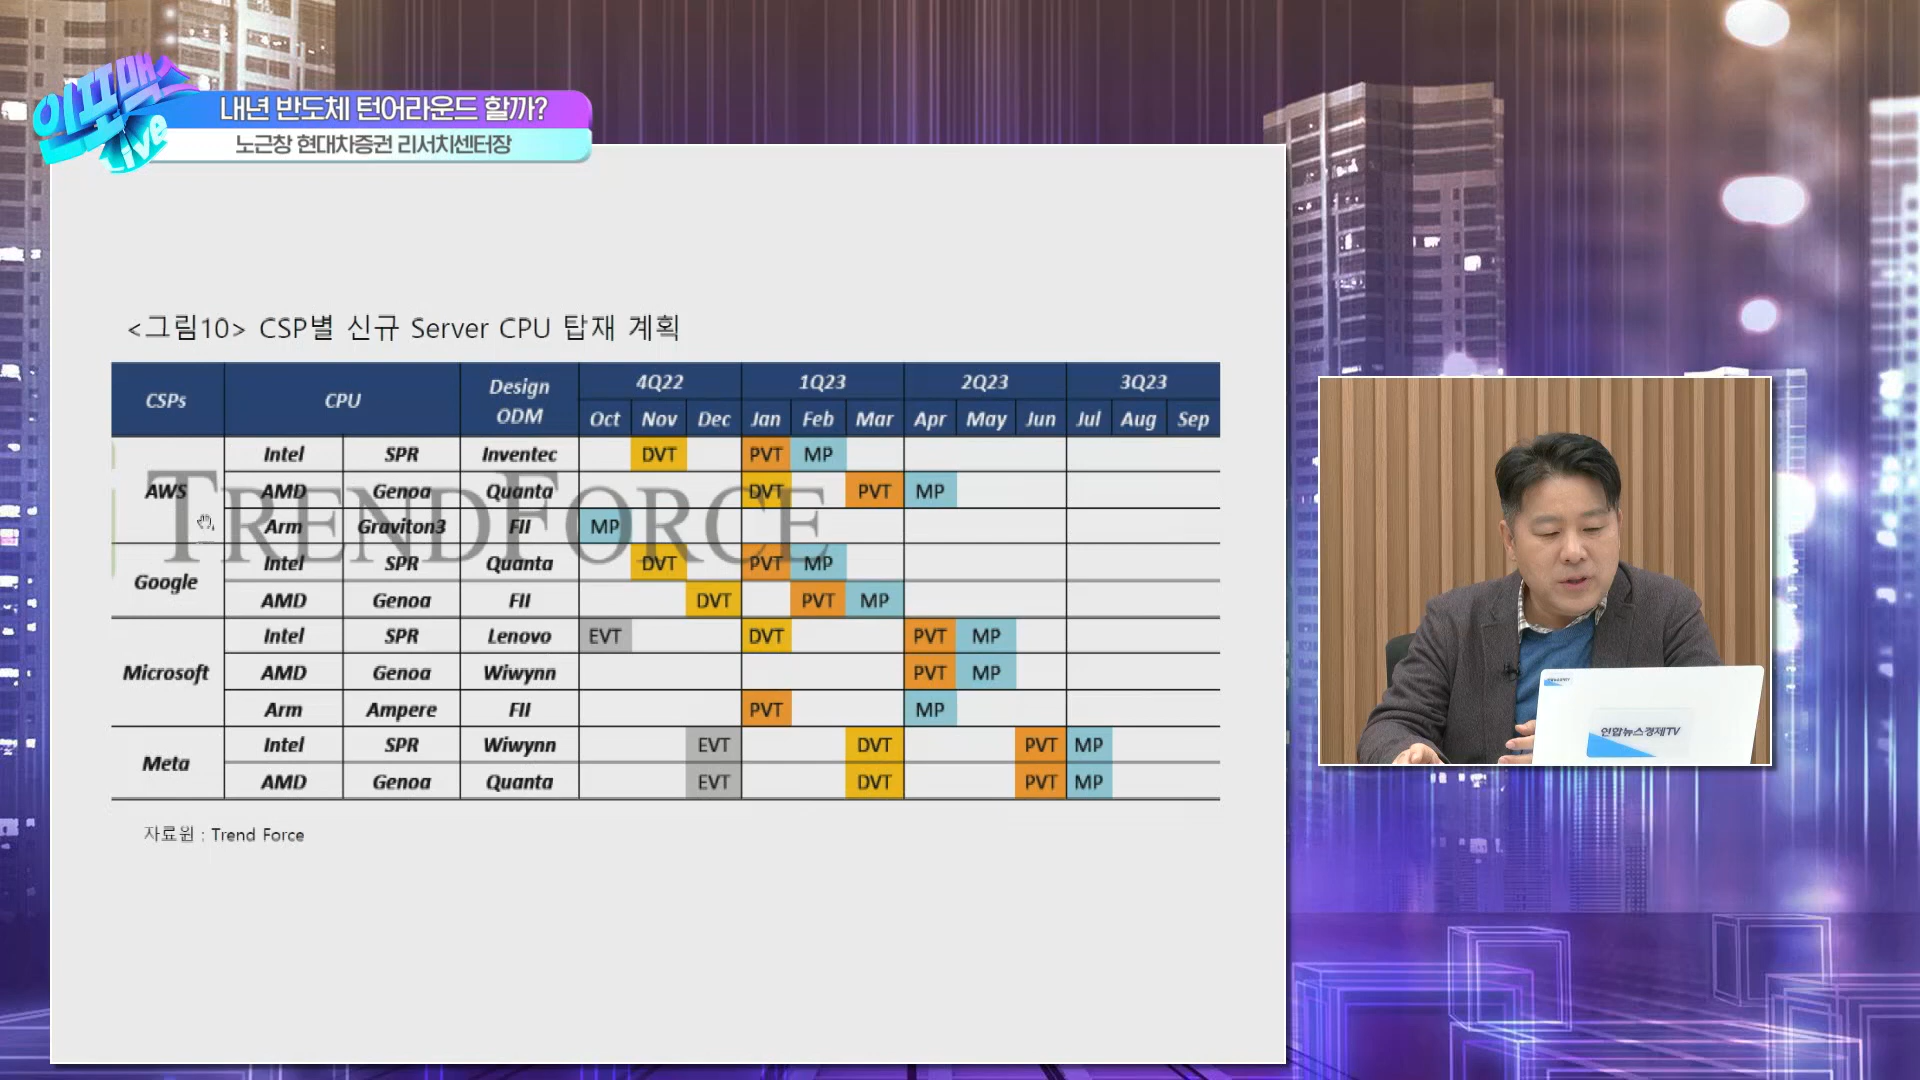 인포맥스
Live
내년 반도체 턴어라운드 할까?
노근창 현대차증권 리서치센터장
<그림10> CSP별 신규 Server CPU 탑재 계획
CSPs CPU Design ODM 4Q22 1Q23 2Q23 3Q23
Oct Nov Dec Jan Feb Mar Apr May Jun Jul Aug Sep
AWS Intel SPR Inventec DVT PVT MP
AMD Genoa Quanta DVT PVT MP
Arm Graviton3 FII MP
Google Intel SPR Quanta DVT PVT MP
AMD Genoa FII DVT PVT MP
Microsoft Intel SPR Lenovo EVT DVT PVT MP
AMD Genoa Wiwynn PVT MP
Arm Ampere FII PVT MP
Meta Intel SPR Wiwynn EVT DVT PVT MP
AMD Genoa Quanta EVT DVT PVT MP
TRENDFORCE
자료원 : Trend Force
연합뉴스경제TV